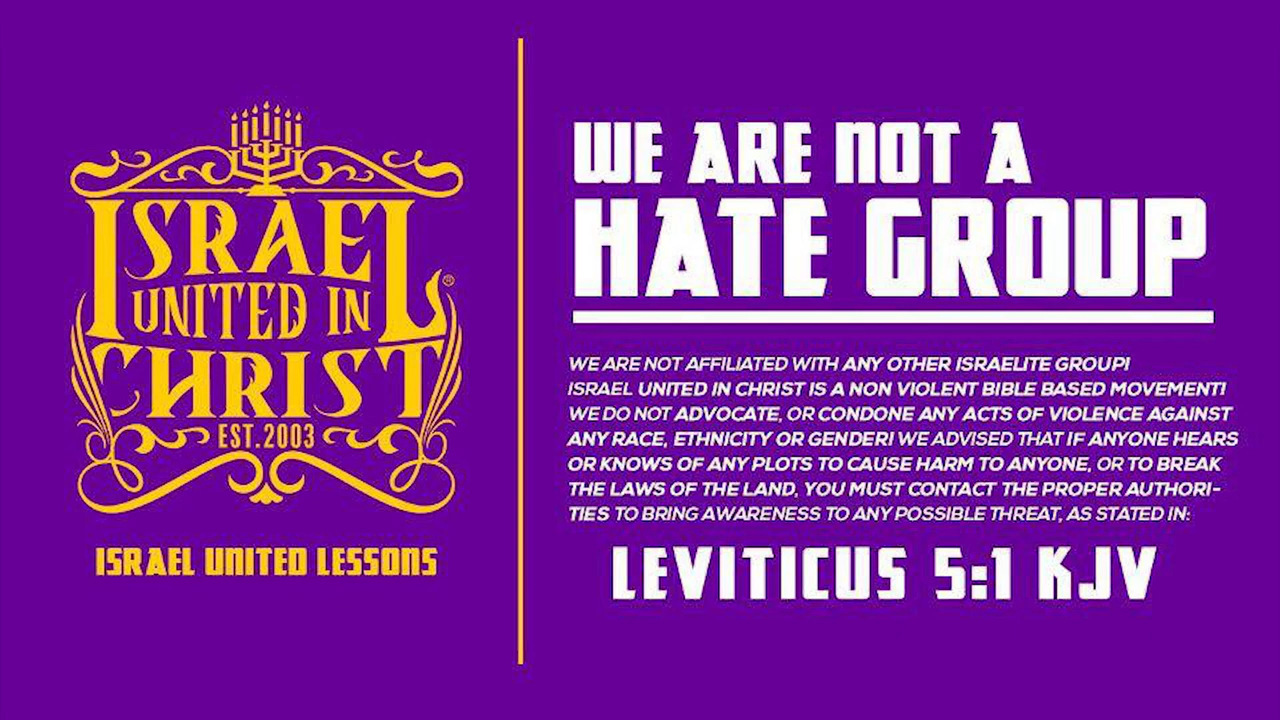 ISRAEL
UNITED IN
CHRIST
EST. 2003
ISRAEL UNITED LESSONS
WE ARE NOT A
HATE GROUP
WE ARE NOT AFFILIATED WITH ANY OTHER ISRAELITE GROUP!
ISRAEL UNITED IN CHRIST IS A NON VIOLENT BIBLE BASED MOVEMENT!
WE DO NOT ADVOCATE, OR CONDONE ANY ACTS OF VIOLENCE AGAINST
ANY RACE, ETHNICITY OR GENDER! WE ADVISED THAT IF ANYONE HEARS
OR KNOWS OF ANY PLOTS TO CAUSE HARM TO ANYONE, OR TO BREAK
THE LAWS OF THE LAND, YOU MUST CONTACT THE PROPER AUTHORI-
TIES TO BRING AWARENESS TO ANY POSSIBLE THREAT, AS STATED IN:
LEVITICUS 5:1 KJV